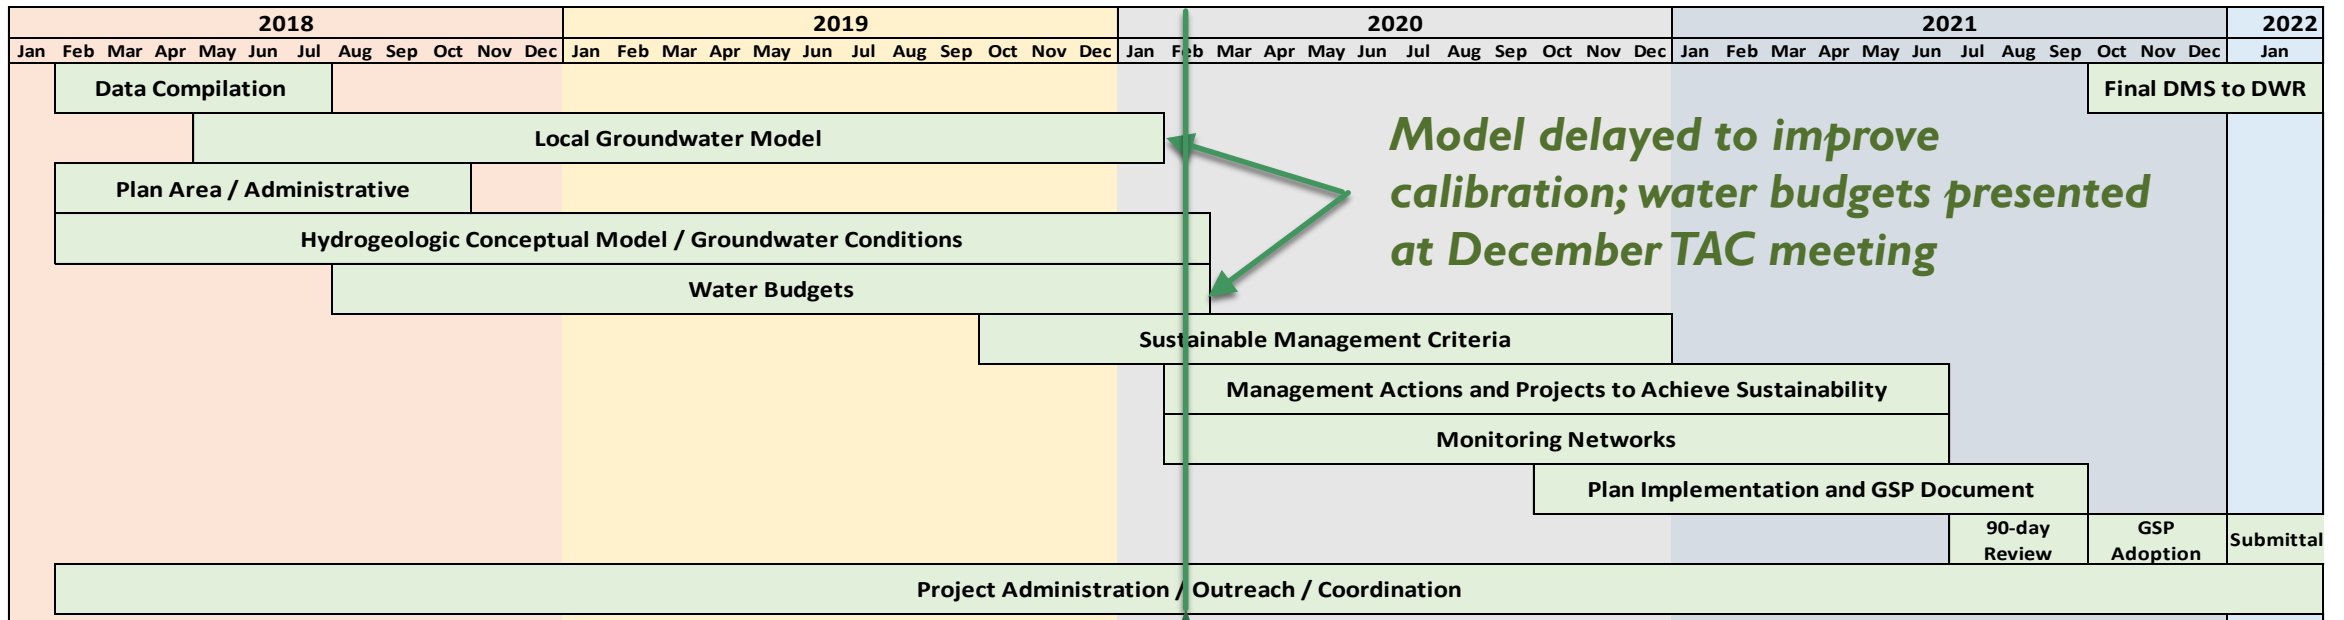 2018 2019 2020 2021 2022
Jan Feb Mar Apr May Jun Jul Aug Sep Oct Nov Dec Jan Feb Mar Apr May Jun Jul Aug Sep Oct Nov Dec Jan Feb Mar Apr May Jun Jul Aug Sep Oct Nov Dec Jan Feb Mar Apr May Jun Jul Aug Sep Oct Nov Dec Jan
Data Compilation Final DMS to DWR
Local Groundwater Model
Model delayed to improve
calibration; water budgets presented
at December TAC meeting
Plan Area / Administrative
Hydrogeologic Conceptual Model / Groundwater Conditions
Water Budgets
Sustainable Management Criteria
Management Actions and Projects to Achieve Sustainability
Monitoring Networks
Plan Implementation and GSP Document
90-day
Review
GSP
Adoption
Submittal
Project Administration / Outreach / Coordination